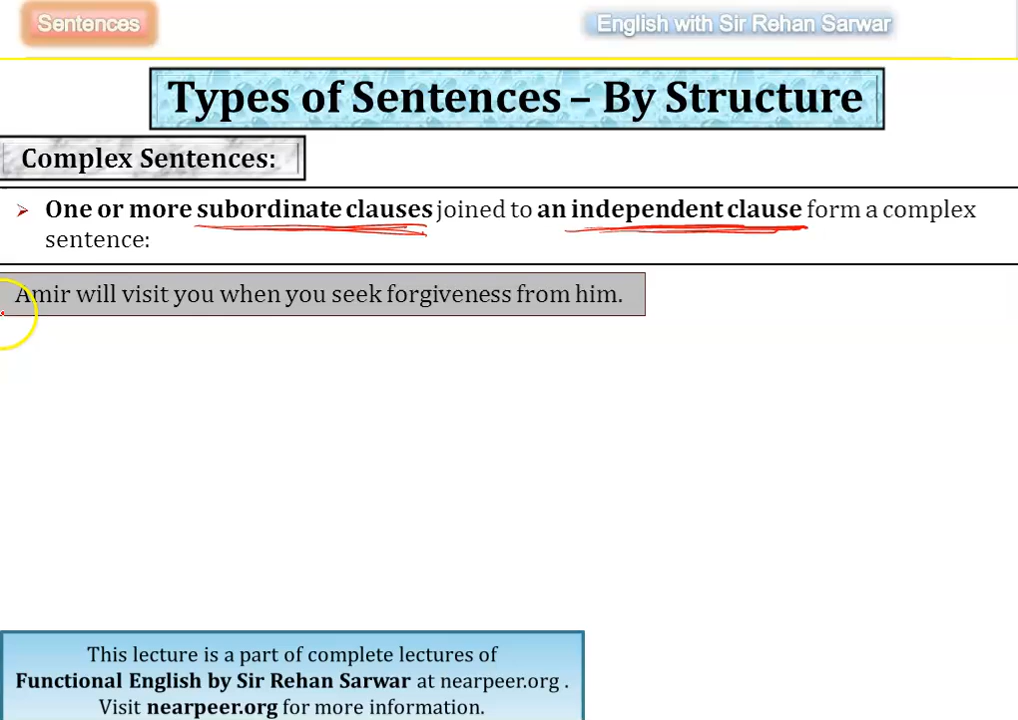 Sentences
English with Sir Rehan Sarwar
Types of Sentences – By Structure
Complex Sentences:
➢ One or more subordinate clauses joined to an independent clause form a complex
sentence:
Amir will visit you when you seek forgiveness from him.
This lecture is a part of complete lectures of
Functional English by Sir Rehan Sarwar at nearpeer.org .
Visit nearpeer.org for more information.